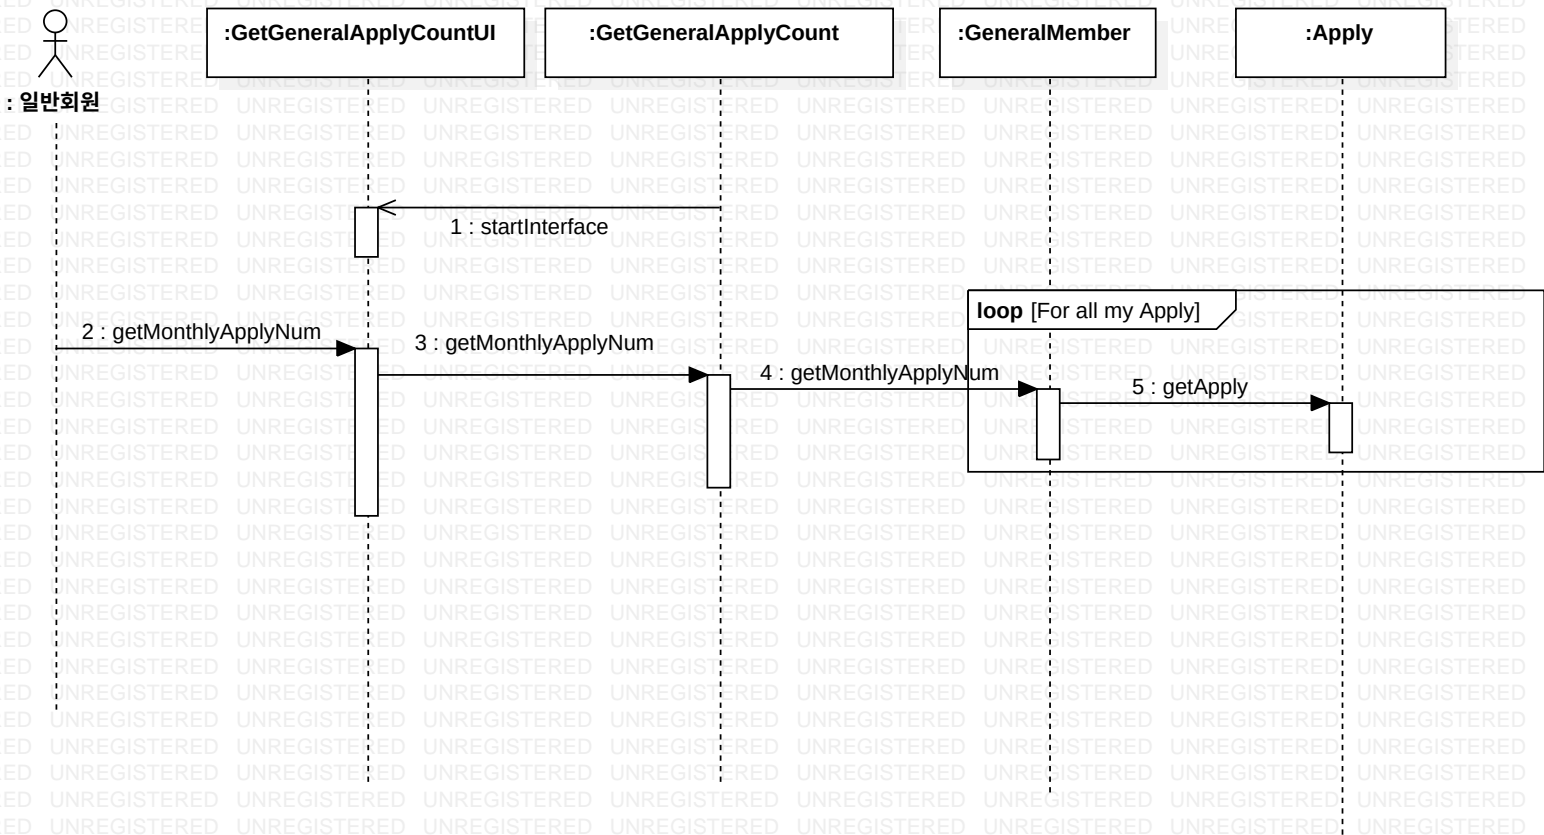 :GetGeneralApplyCountUI
:GetGeneralApplyCount
:GeneralMember
:Apply
: 일반회원
1 : startInterface
loop [For all my Apply]
2 : getMonthlyApplyNum
3 : getMonthlyApplyNum
4 : getMonthlyApplyNum
5 : getApply
UNREGISTERED